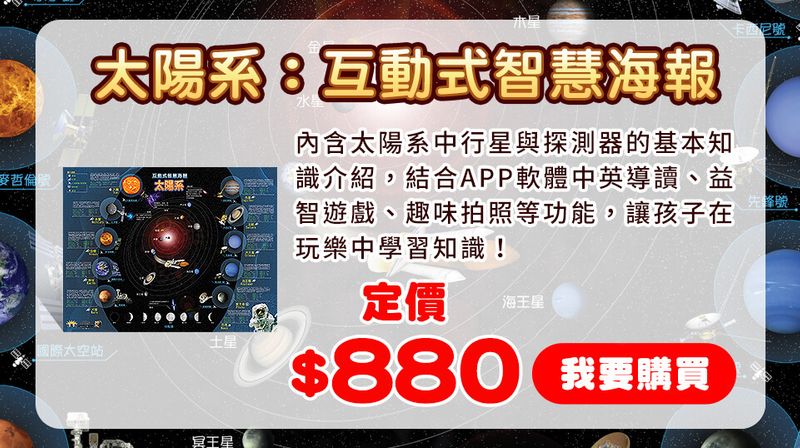 木星
卡西尼號
金星
太陽系：互動式智慧海報
水星
內含太陽系中行星與探測器的基本知
識介紹，結合APP軟體中英導讀、益
智遊戲、趣味拍照等功能，讓孩子在
玩樂中學習知識！
麥哲倫號
先鋒號
互動式智慧海報
太陽系
定價
海王星
土星
國際太空站
$880
我要購買
冥王星